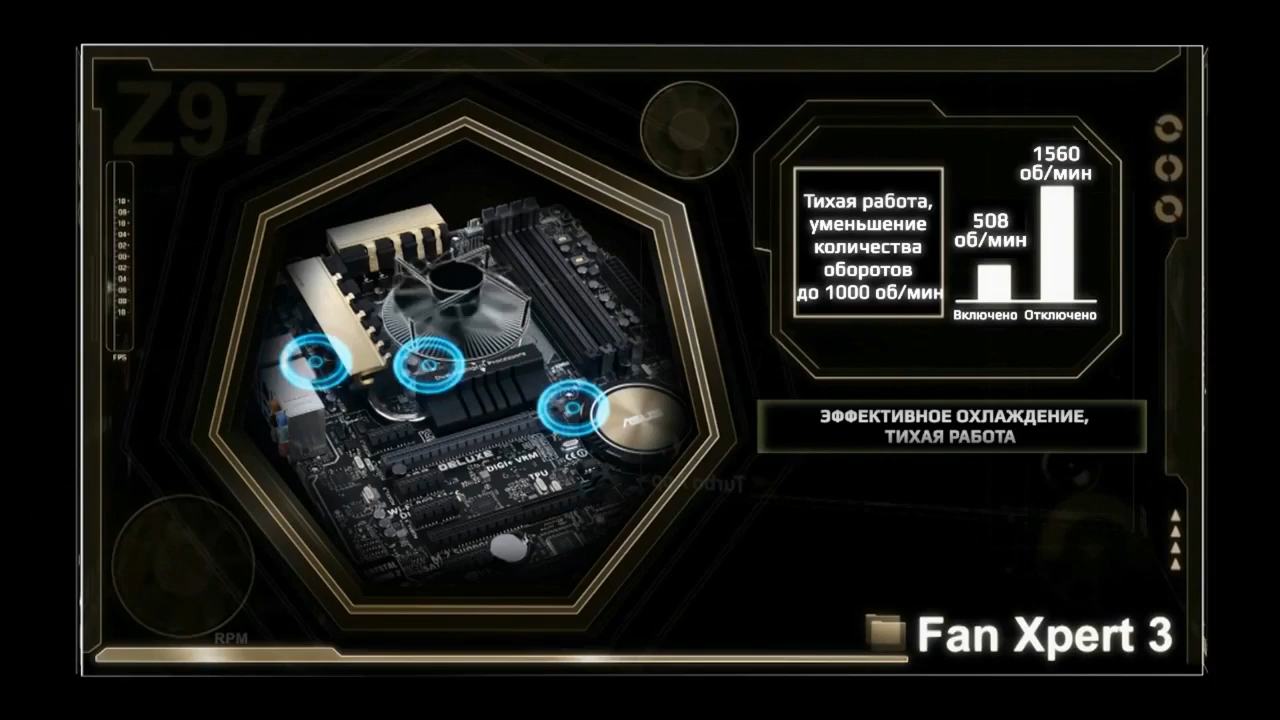 Z97
1560
об/мин
508
об/мин
Тихая работа,
уменьшение
количества
оборотов
до 1000 об/мин
Включено Отключено
FPS
ЭФФЕКТИВНОЕ ОХЛАЖДЕНИЕ,
ТИХАЯ РАБОТА
ASUS
DELUXE
DIGI+ VRM
TPU
RPM
Fan Xpert 3